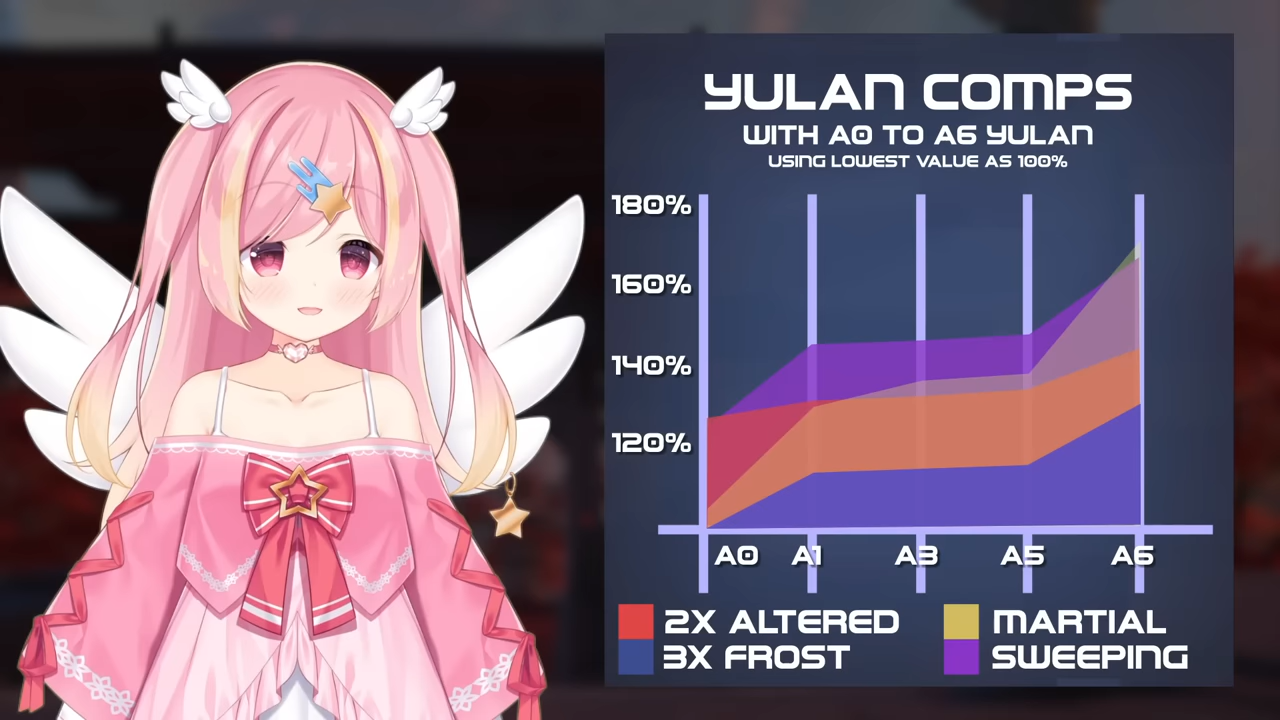 YULAN COMPS
WITH A0 TO A6 YULAN
USING LOWEST VALUE AS 100%
180%
160%
140%
120%
A0 A1 A3 A5 A6
2X ALTERED MARTIAL
3X FROST SWEEPING